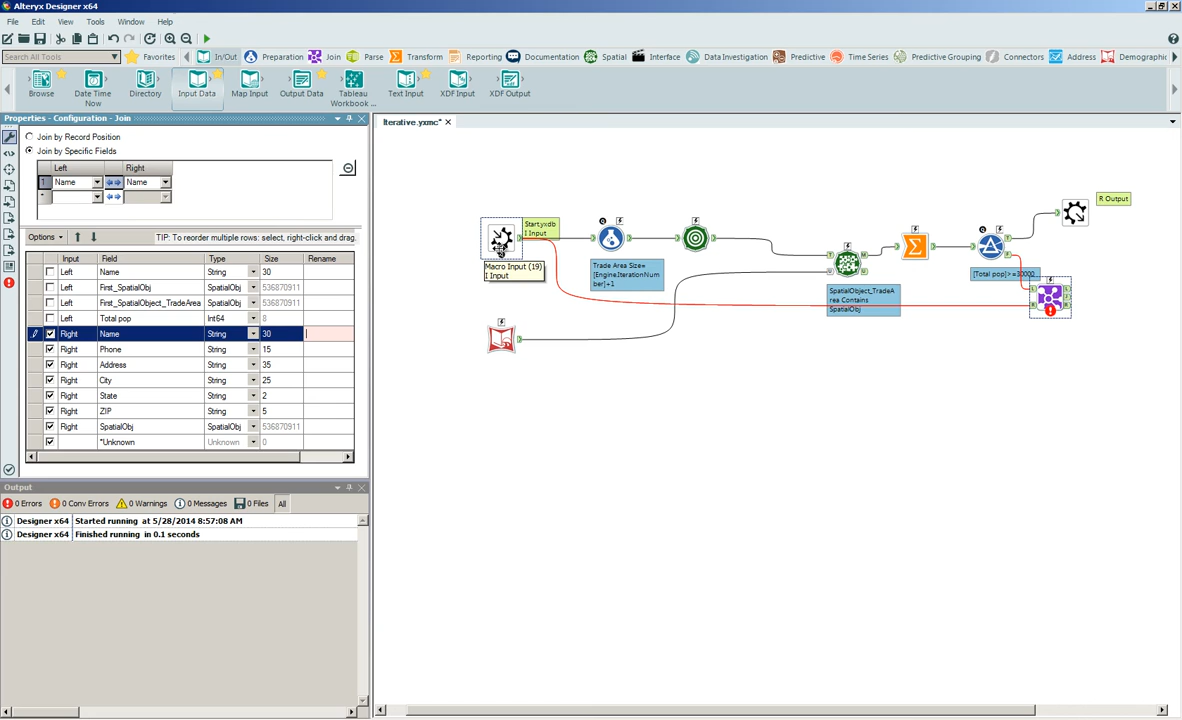 Alteryx Designer x64
File Edit View Tools Window Help
Search All Tools Favorites In/Out Preparation Join Parse Transform Reporting Documentation Spatial Interface Data Investigation Predictive Time Series Predictive Grouping Connectors Address Demographic
Browse Date Time Now Directory Input Data Map Input Output Data Tableau Workbook ... Text Input XDF Input XDF Output
Properties - Configuration - Join
Iterative.yxmc*
Join by Record Position
Join by Specific Fields
Left Right
1 Name Name
*
Options TIP: To reorder multiple rows: select, right-click and drag.
Input Field Type Size Rename
Left Name String 30
Left First_SpatialObj SpatialObj 536870911
Left First_SpatialObject_TradeArea SpatialObj 536870911
Left Total pop Int64 8
Right Name String 30
Right Phone String 15
Right Address String 35
Right City String 25
Right State String 2
Right ZIP String 5
Right SpatialObj SpatialObj 536870911
*Unknown Unknown 0
Output
0 Errors 0 Conv Errors 0 Warnings 0 Messages 0 Files All
Designer x64 Started running at 5/28/2014 8:57:08 AM
Designer x64 Finished running in 0.1 seconds
Start.yxdb
I Input
Macro Input (19)
I Input
Trade Area Size=
[Engine.IterationNum
ber]+1
SpatialObject_TradeA
rea Contains
SpatialObj
[Total pop]>=30000
R Output
T
U
M
U
T
F
L
R
L
J
R